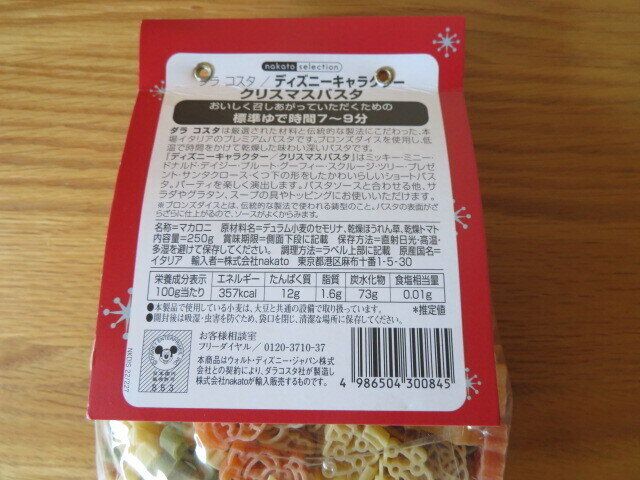 nakato selection
ダラ コスタ／ディズニーキャラクター
クリスマスパスタ
おいしく召しあがっていただくための
標準ゆで時間7～9分
ダラ コスタは厳選された材料と伝統的な製法にこだわった、本
場イタリアのプレミアムパスタです。ブロンズダイスを使用し、低
温で時間をかけて乾燥した味わい深いパスタです。
「ディズニーキャラクター／クリスマスパスタ」はミッキー・ミニー・
ドナルド・デイジー・プルート・グーフィー・スクルージ・ツリー・プレゼ
ント・サンタクロース・くつ下の形をしたかわいらしいショートパス
タ。パーティを楽しく演出します。パスタソースと合わせる他、サ
ラダやグラタン、スープの具やトッピングにお使いいただけます。
※ブロンズダイスとは、伝統的な製法で使われる鋳型のこと。パスタの表面がざ
らざらに仕上がるので、ソースがよくからみます。
名称=マカロニ 原材料名=デュラム小麦のセモリナ、乾燥ほうれん草、乾燥トマト
内容量=250g 賞味期限=側面下段に記載 保存方法=直射日光・高温・
多湿を避けて保存してください。 調理方法=ラベル上部に記載 原産国名=
イタリア 輸入者=株式会社nakato 東京都港区麻布十番1-5-30
栄養成分表示 エネルギー たんぱく質 脂質 炭水化物 食塩相当量
100g当たり 357kcal 12g 1.6g 73g 0.01g
●本製品で使用している小麦は、大豆と共通の設備で取り扱っています。 *推定値
●開封後は吸湿・虫害を防ぐため、袋口を閉じ、清潔な場所に保存してください。
お客様相談室
フリーダイヤル／0120-3710-37
本商品はウォルト・ディズニー・ジャパン株式
会社との契約により、ダラコスタ社が製造し
株式会社nakatoが輸入販売するものです。
863
NKDIS 227/227
4 986504 300845